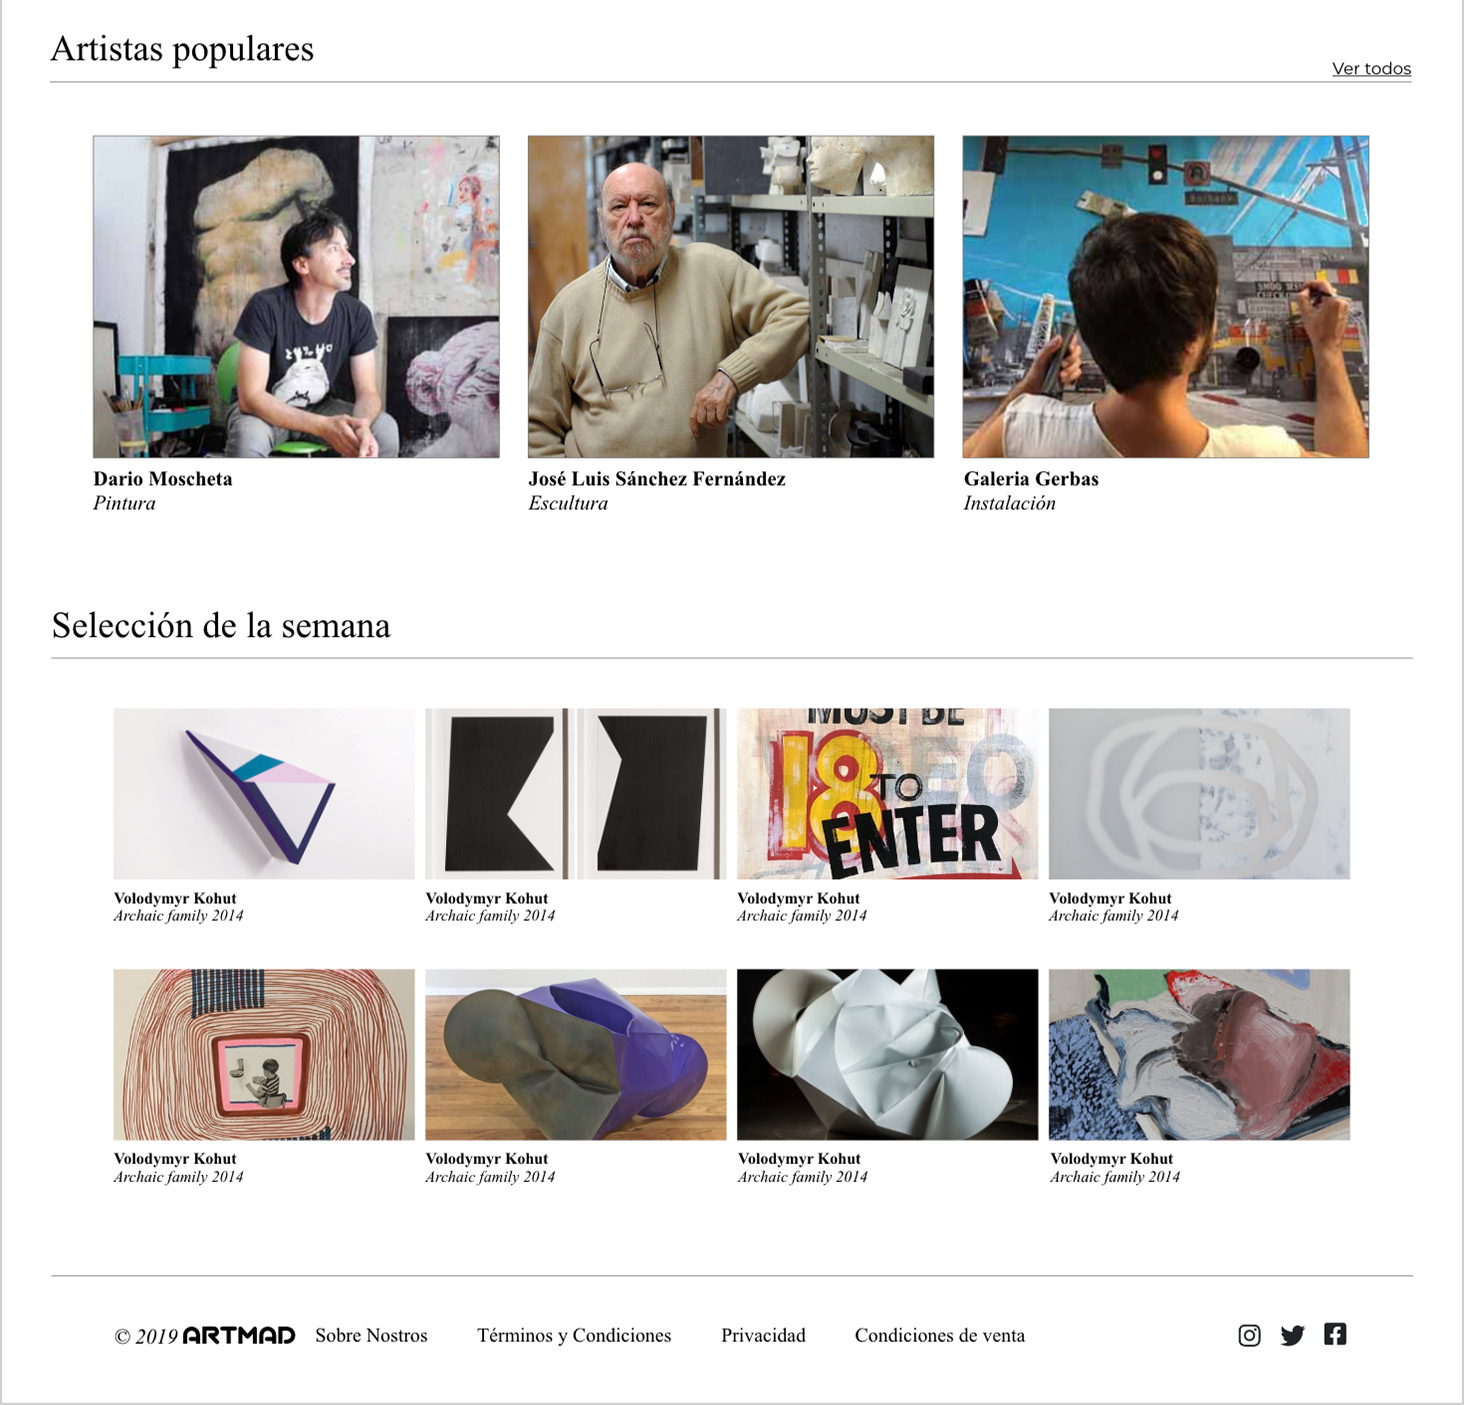 Artistas populares
Ver todos
Dario Moscheta
Pintura
José Luis Sánchez Fernández
Escultura
Galeria Gerbas
Instalación
Selección de la semana
MUST BE
18
TO
ENTER
Volodymyr Kohut
Archaic family 2014
Volodymyr Kohut
Archaic family 2014
Volodymyr Kohut
Archaic family 2014
Volodymyr Kohut
Archaic family 2014
Volodymyr Kohut
Archaic family 2014
Volodymyr Kohut
Archaic family 2014
Volodymyr Kohut
Archaic family 2014
Volodymyr Kohut
Archaic family 2014
© 2019 ARTMAD Sobre Nostros Términos y Condiciones Privacidad Condiciones de venta